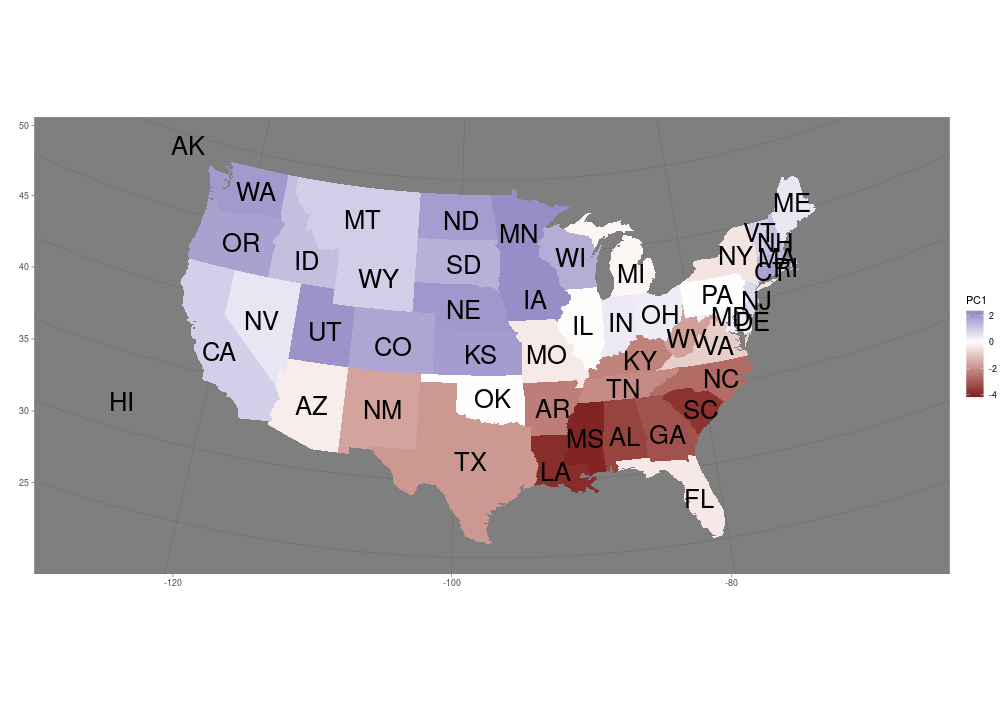 50
45
40
35
30
25
AK
WA
MT
ND
MN
ME
VT
NH
OR
ID
SD
WI
NY
MA
MI
CT
RI
WY
NE
IA
PA
NJ
NV
UT
IL
IN
OH
MD
DE
CA
CO
KS
MO
WV
VA
KY
HI
AZ
NM
OK
AR
TN
NC
SC
MS
AL
GA
TX
LA
FL
-120
-100
-80
PC1
2
0
-2
-4